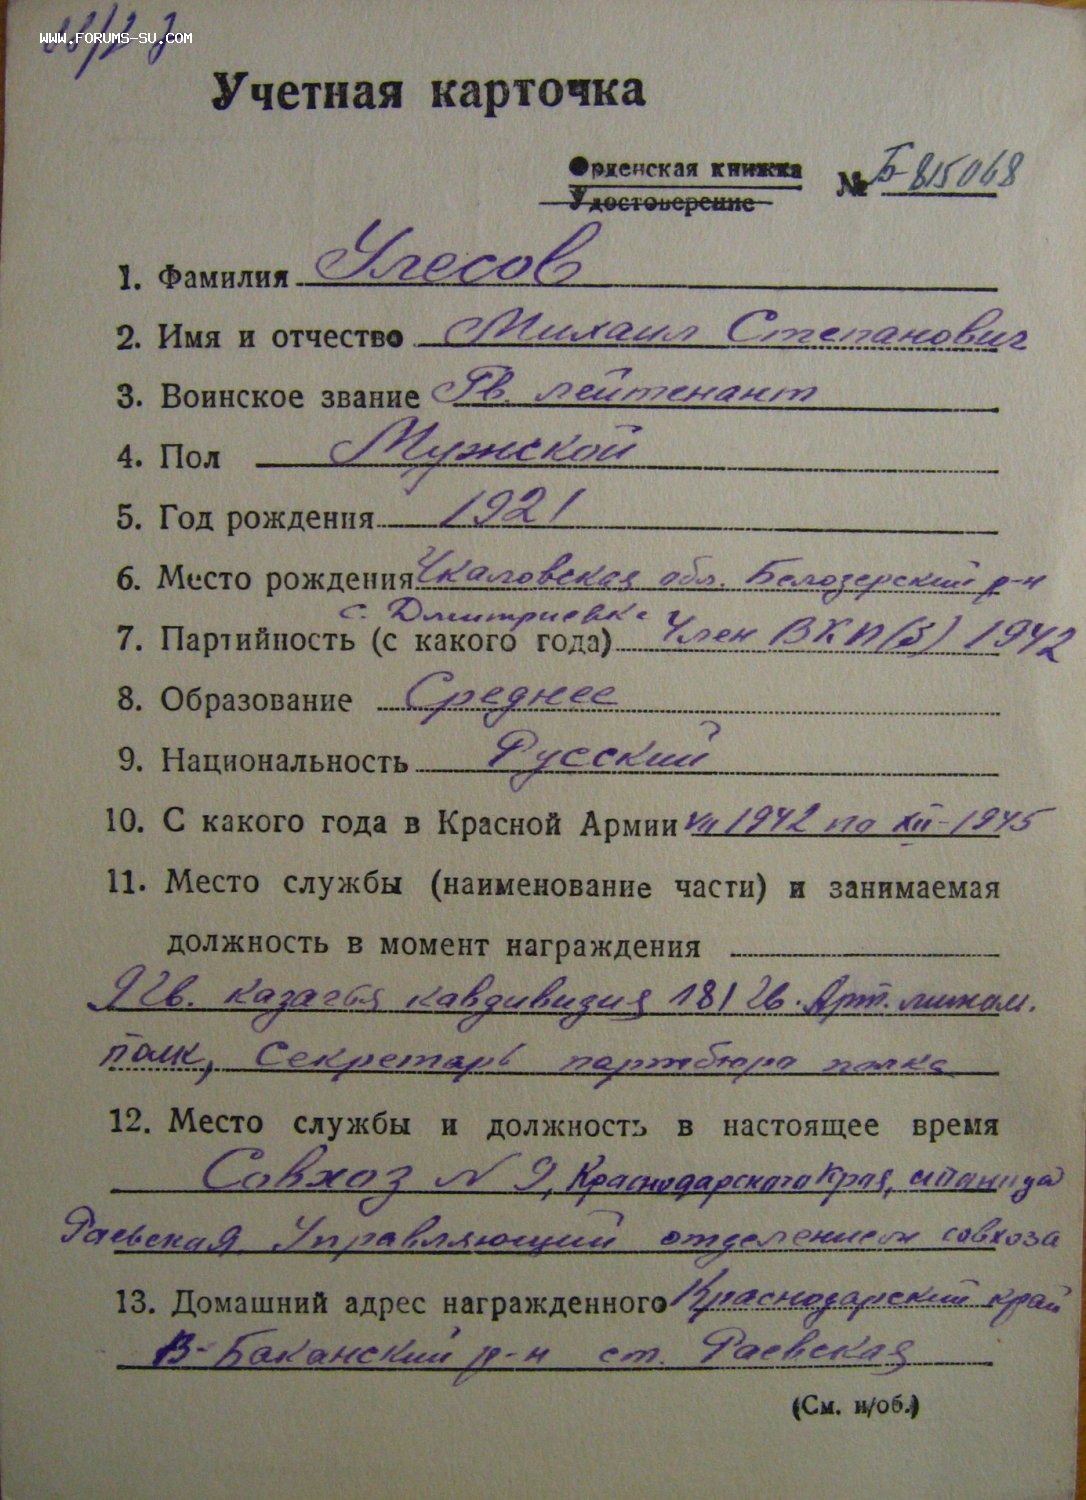 WWW.FORUMS-SU.COM
Учетная карточка
Орденская книжка
Удостоверение
№ Б-815068
1. Фамилия Улесов
2. Имя и отчество Михаил Степанович
3. Воинское звание Гв. лейтенант
4. Пол Мужской
5. Год рождения 1921
6. Место рождения Чкаловская обл. Белозерский р-н
с. Дмитриевка
7. Партийность (с какого года) Член ВКП(б) 1942
8. Образование Среднее
9. Национальность Русский
10. С какого года в Красной Армии VII 1942 по XII-1945
11. Место службы (наименование части) и занимаемая
должность в момент награждения
9 гв. казачья кавдивизия 181 гв. Арт. мином.
полк, Секретарь партбюро полка
12. Место службы и должность в настоящее время
Совхоз N 9, Краснодарского края, станица
Раевская Управляющий отделением совхоза
13. Домашний адрес награжденного Краснодарский край
В-Баканский р-н ст. Раевская
(См. н/об.)